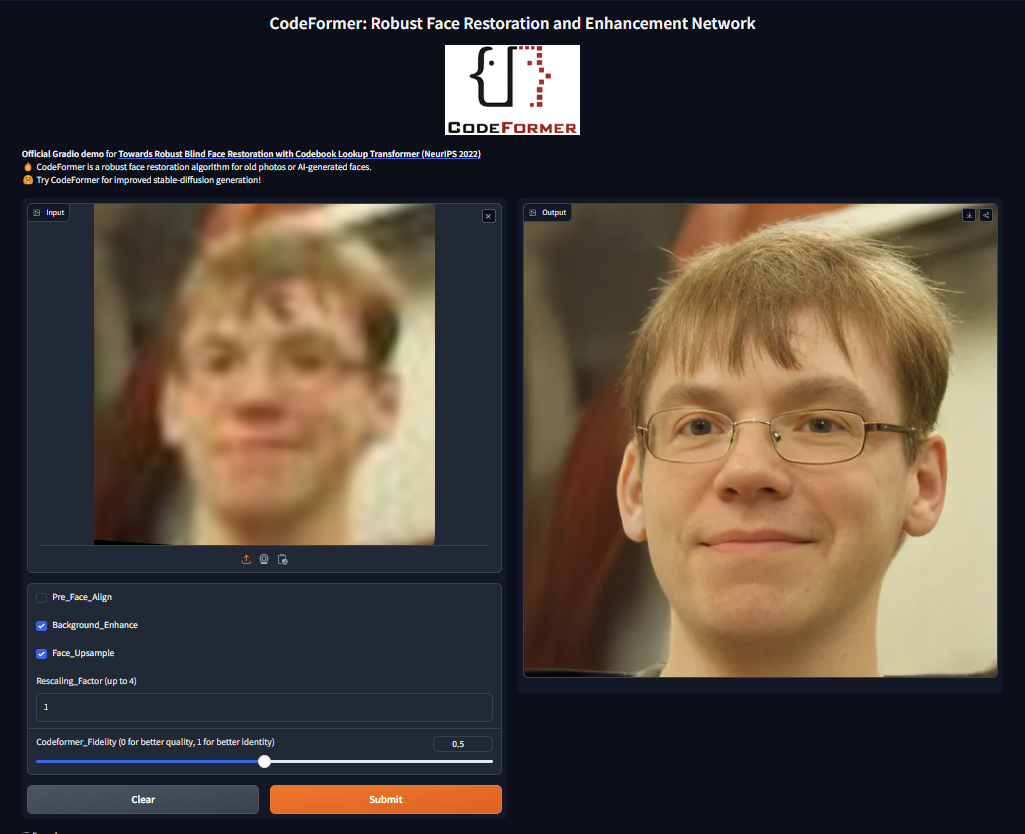 CodeFormer: Robust Face Restoration and Enhancement Network
CODEFORMER
Official Gradio demo for Towards Robust Blind Face Restoration with Codebook Lookup Transformer (NeurIPS 2022)
🔥 CodeFormer is a robust face restoration algorithm for old photos or AI-generated faces.
🤗 Try CodeFormer for improved stable-diffusion generation!
Input
Output
Pre_Face_Align
Background_Enhance
Face_Upsample
Rescaling_Factor (up to 4)
1
Codeformer_Fidelity (0 for better quality, 1 for better identity)
0.5
Clear
Submit